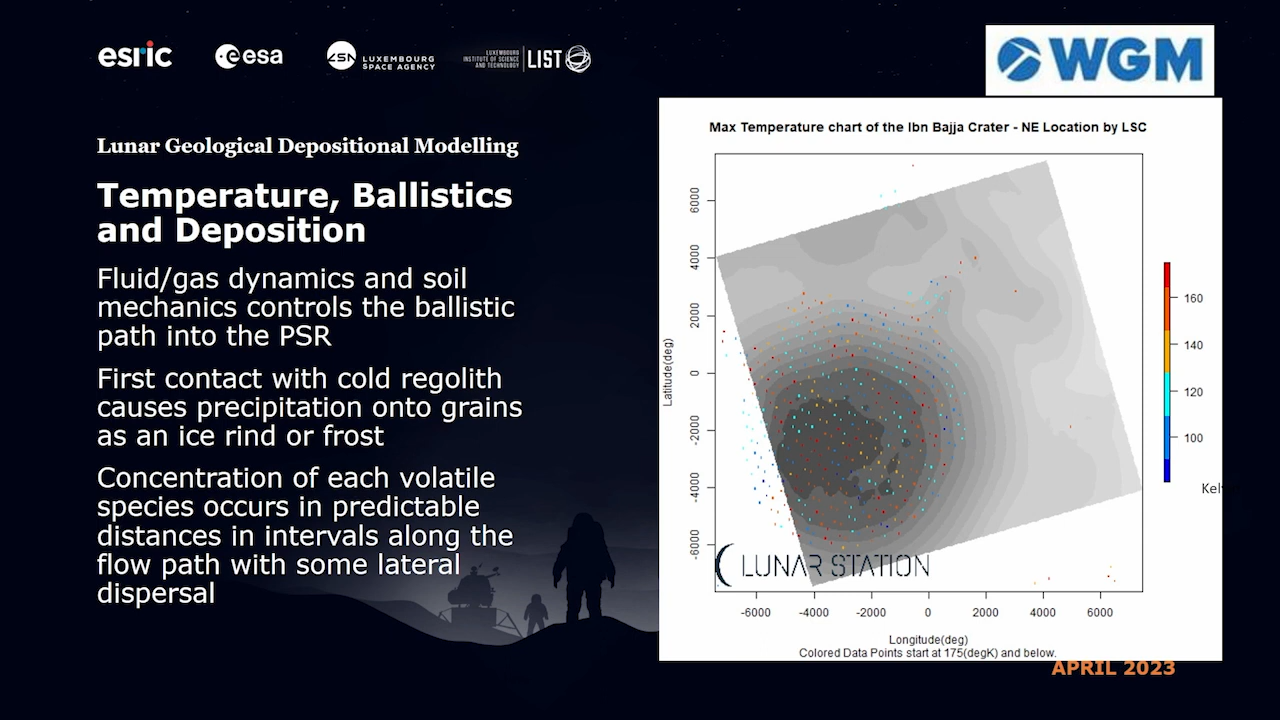 esric
esa
LSA
LUXEMBOURG
SPACE AGENCY
LUXEMBOURG
INSTITUTE OF SCIENCE
AND TECHNOLOGY
LIST
WGM
Lunar Geological Depositional Modelling
Temperature, Ballistics
and Deposition
Fluid/gas dynamics and soil
mechanics controls the ballistic
path into the PSR
First contact with cold regolith
causes precipitation onto grains
as an ice rind or frost
Concentration of each volatile
species occurs in predictable
distances in intervals along the
flow path with some lateral
dispersal
Max Temperature chart of the Ibn Bajja Crater - NE Location by LSC
Latitude(deg)
6000
4000
2000
0
-2000
-4000
-6000
160
140
120
100
Kel
LUNAR STATION
-6000 -4000 -2000 0 2000 4000 6000
Longitude(deg)
Colored Data Points start at 175(degK) and below.
APRIL 2023